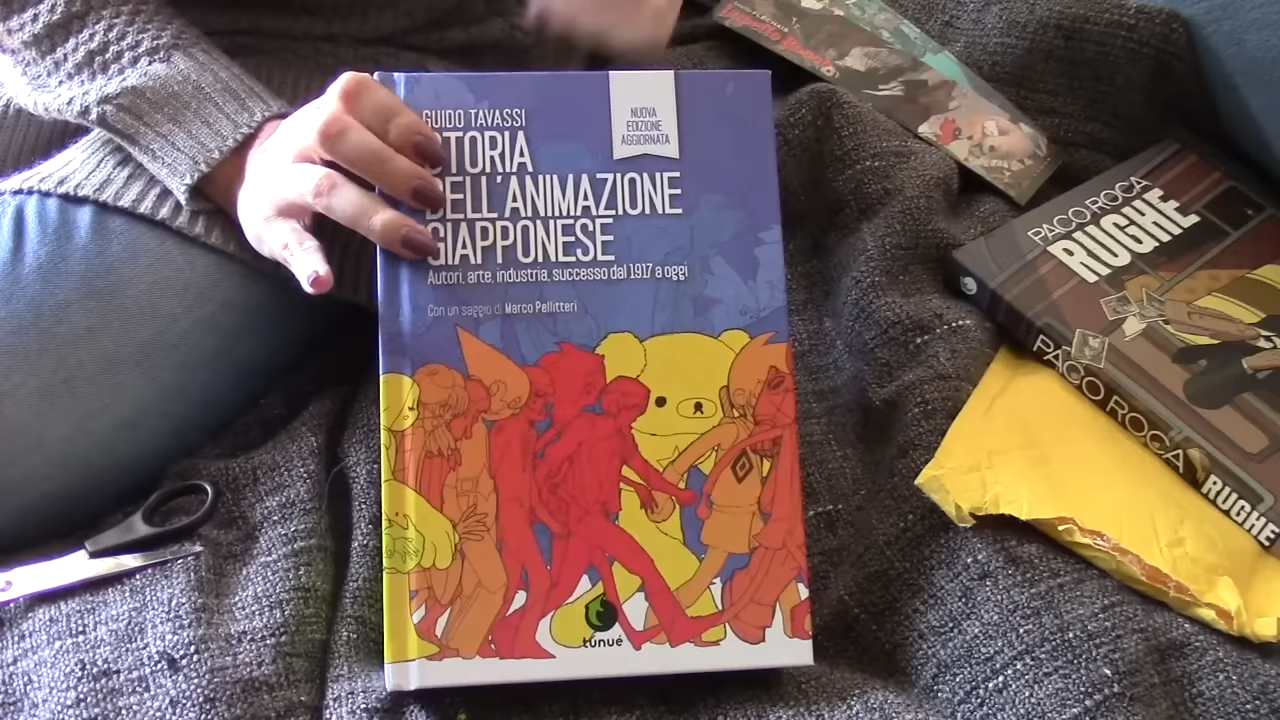 GUIDO TAVASSI
STORIA
DELL'ANIMAZIONE
GIAPPONESE
Autori, arte, industria, successo dal 1917 a oggi
Con un saggio di Marco Pellitteri
NUOVA
EDIZIONE
AGGIORNATA
tunué
PACO ROCA
RUGHE
PACO ROCA RUGHE